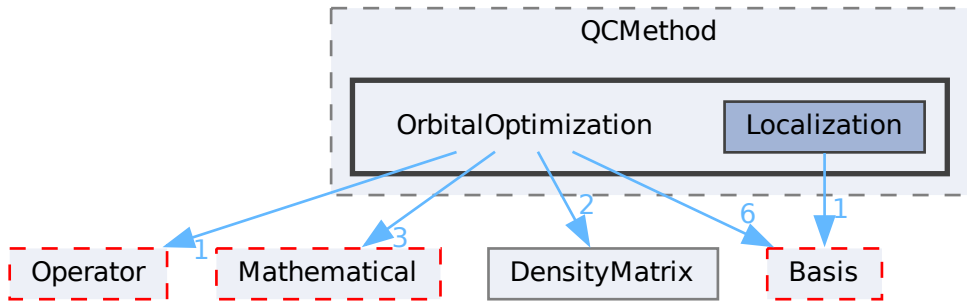 QCMethod
OrbitalOptimization
Localization
1
3
2
6
1
Operator
Mathematical
DensityMatrix
Basis